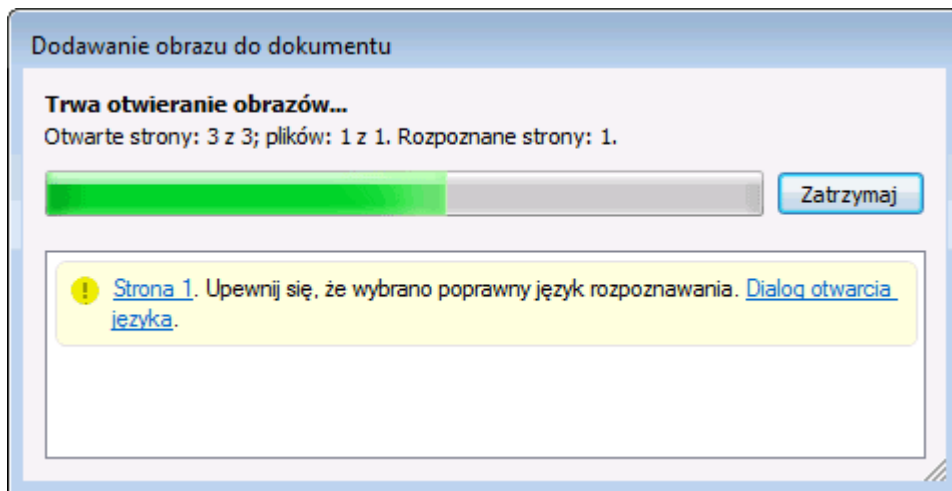 Dodawanie obrazu do dokumentu
Trwa otwieranie obrazów...
Otwarte strony: 3 z 3; plików: 1 z 1. Rozpoznane strony: 1.
Zatrzymaj
Strona 1. Upewnij się, że wybrano poprawny język rozpoznawania. Dialog otwarcia
języka.